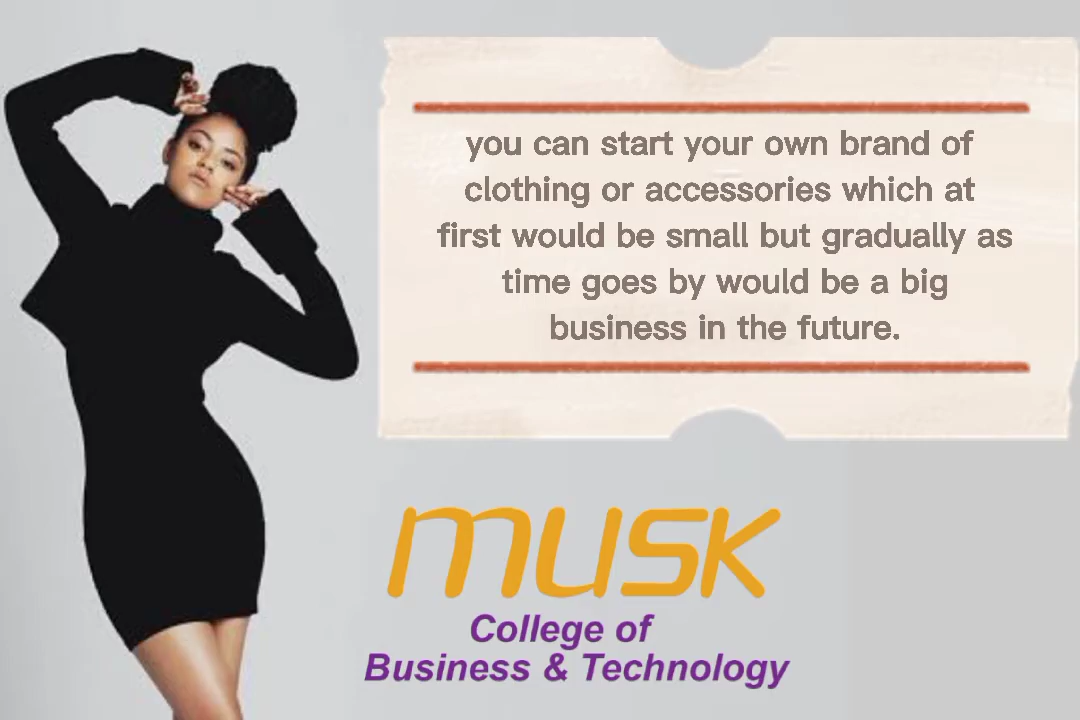 you can start your own brand of
clothing or accessories which at
first would be small but gradually as
time goes by would be a big
business in the future.
musk
College of
Business & Technology